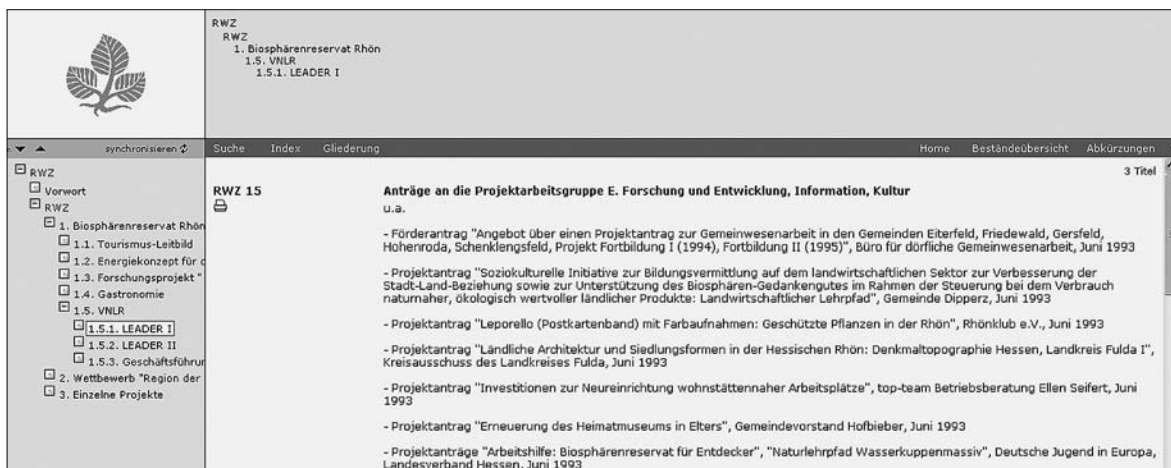 RWZ
RWZ
1. Biosphärenreservat Rhön
1.5. VNLR
1.5.1. LEADER I
synchronisieren
Suche Index Gliederung Home Beständeübersicht Abkürzungen
RWZ
Vorwort
RWZ
1. Biosphärenreservat Rhön
1.1. Tourismus-Leitbild
1.2. Energiekonzept für
1.3. Forschungsprojekt "
1.4. Gastronomie
1.5. VNLR
1.5.1. LEADER I
1.5.2. LEADER II
1.5.3. Geschäftsführur
2. Wettbewerb "Region der
3. Einzelne Projekte
3 Titel
RWZ 15
Anträge an die Projektarbeitsgruppe E. Forschung und Entwicklung, Information, Kultur
u.a.
- Förderantrag "Angebot über einen Projektantrag zur Gemeinwesenarbeit in den Gemeinden Eiterfeld, Friedewald, Gersfeld,
Hohenroda, Schenklengsfeld, Projekt Fortbildung I (1994), Fortbildung II (1995)", Büro für dörfliche Gemeinwesenarbeit, Juni 1993
- Projektantrag "Soziokulturelle Initiative zur Bildungsvermittlung auf dem landwirtschaftlichen Sektor zur Verbesserung der
Stadt-Land-Beziehung sowie zur Unterstützung des Biosphären-Gedankengutes im Rahmen der Steuerung bei dem Verbrauch
naturnaher, ökologisch wertvoller ländlicher Produkte: Landwirtschaftlicher Lehrpfad", Gemeinde Dipperz, Juni 1993
- Projektantrag "Leporello (Postkartenband) mit Farbaufnahmen: Geschützte Pflanzen in der Rhön", Rhönklub e.V., Juni 1993
- Projektantrag "Ländliche Architektur und Siedlungsformen in der Hessischen Rhön: Denkmaltopographie Hessen, Landkreis Fulda I",
Kreisausschuss des Landkreises Fulda, Juni 1993
- Projektantrag "Investitionen zur Neueinrichtung wohnstättennaher Arbeitsplätze", top-team Betriebsberatung Ellen Seifert, Juni
1993
- Projektantrag "Erneuerung des Heimatmuseums in Elters", Gemeindevorstand Hofbieber, Juni 1993
- Projektanträge "Arbeitshilfe: Biosphärenreservat für Entdecker", "Naturlehrpfad Wasserkuppenmassiv", Deutsche Jugend in Europa,
Landesverband Hessen, Juni 1993